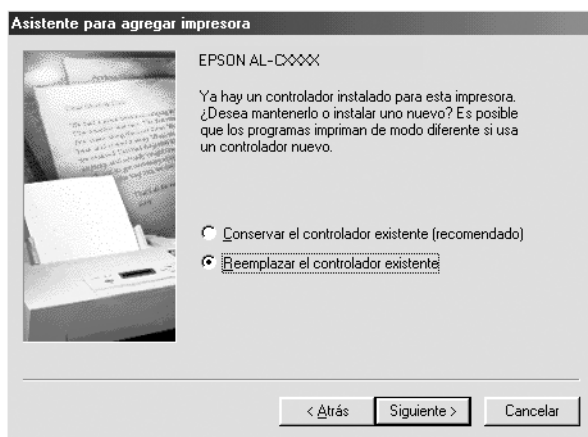 Asistente para agregar impresora
EPSON AL-CXXXX
Ya hay un controlador instalado para esta impresora.
¿Desea mantenerlo o instalar uno nuevo? Es posible
que los programas impriman de modo diferente si usa
un controlador nuevo.
Conservar el controlador existente (recomendado)
Reemplazar el controlador existente
< Atrás
Siguiente >
Cancelar